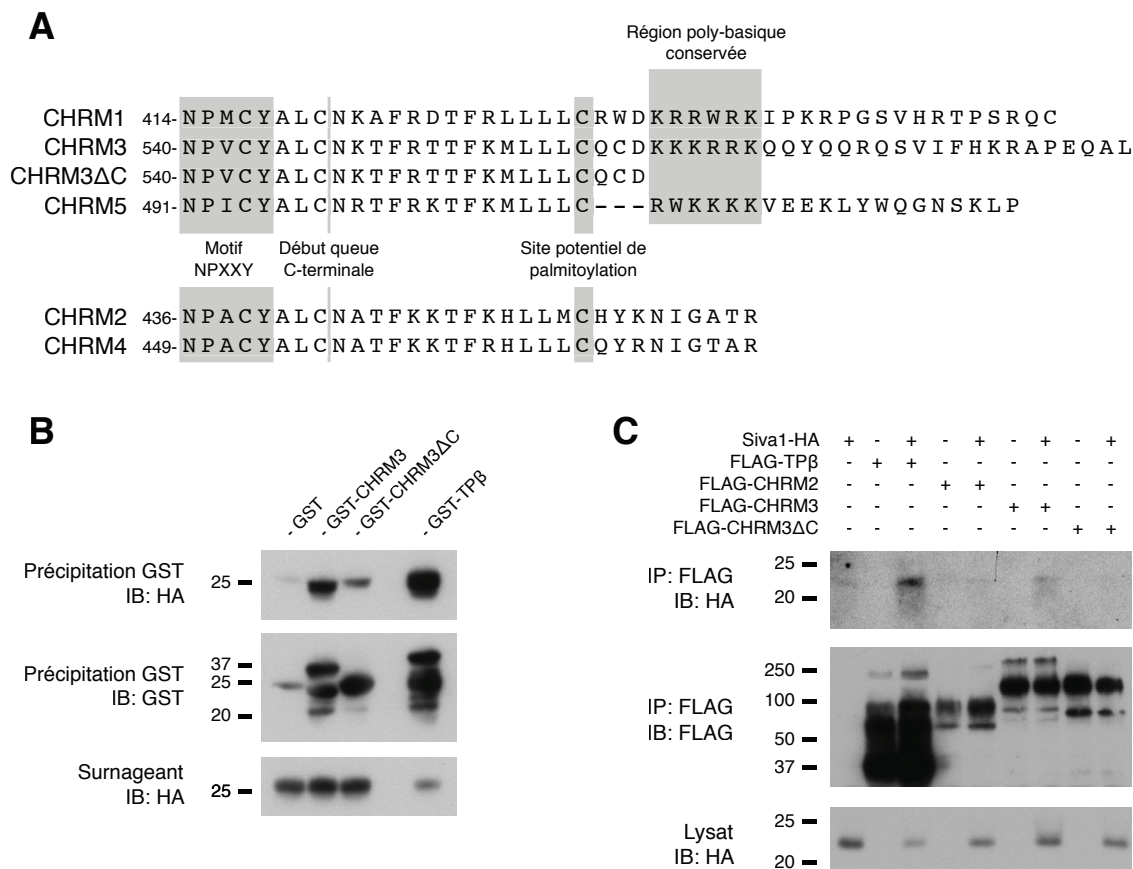 A
Région poly-basique
conservée
CHRM1 414- NPMCYALCNKAFRDTFRLLLLCRWDKRRWRKIPKRPGSVHRTPSRQC
CHRM3 540- NPVCYALCNKTFRTTFKMLLLCQCDKKKRRKQQYQQRQSVIFHKRAPEQAL
CHRM3ΔC 540- NPVCYALCNKTFRTTFKMLLLCQCD
CHRM5 491- NPICYALCNRTFRKTFKMLLLC---RWKKKKVEEKLYWQGNSKLP
Motif Début queue Site potentiel de
NPXXY C-terminale palmitoylation
CHRM2 436- NPACYALCNATFKKTFKHLLMCHYKNIGATR
CHRM4 449- NPACYALCNATFKKTFRHLLLCQYRNIGTAR
B
- GST
- GST-CHRM3
- GST-CHRM3ΔC
- GST-TPβ
Précipitation GST
IB: HA
25
Précipitation GST
IB: GST
37
25
20
Surnageant
IB: HA
25
C
Siva1-HA + - + - + - + - +
FLAG-TPβ - + + - - - - - -
FLAG-CHRM2 - - - + + - - - -
FLAG-CHRM3 - - - - - + + - -
FLAG-CHRM3ΔC - - - - - - - + +
IP: FLAG
IB: HA
25
20
IP: FLAG
IB: FLAG
250
100
50
37
Lysat
IB: HA
25
20